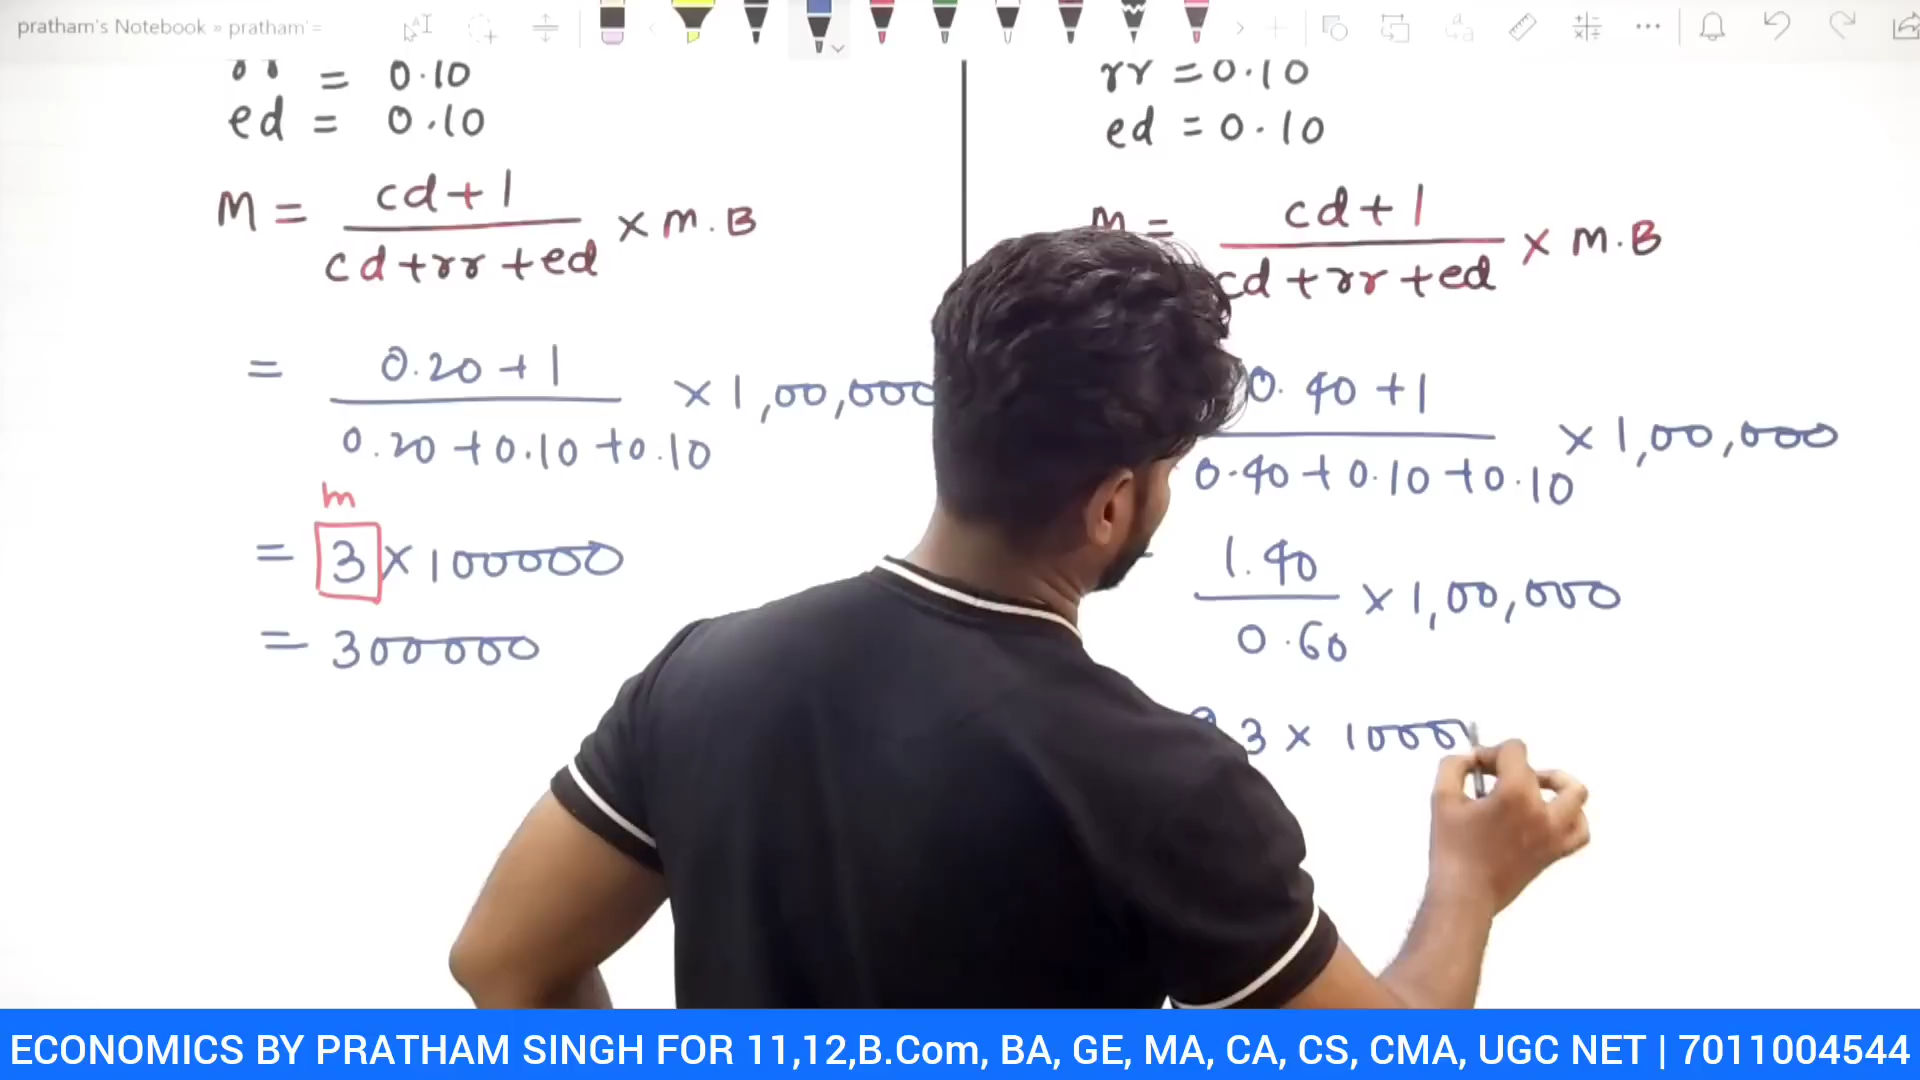 pratham's Notebook » pratham'=
rr = 0.10
ed = 0.10
M = cd+1
cd+rr+ed × m.B
= 0.20+1
0.20+0.10+0.10 × 1,00,000
m
= 3 × 100000
= 300000
rr = 0.10
ed = 0.10
M = cd+1
cd+rr+ed × m.B
0.40+1
0.40+0.10+0.10 × 1,00,000
1.40
0.60 × 1,00,000
3 × 1000
ECONOMICS BY PRATHAM SINGH FOR 11,12,B.Com, BA, GE, MA, CA, CS, CMA, UGC NET | 7011004544